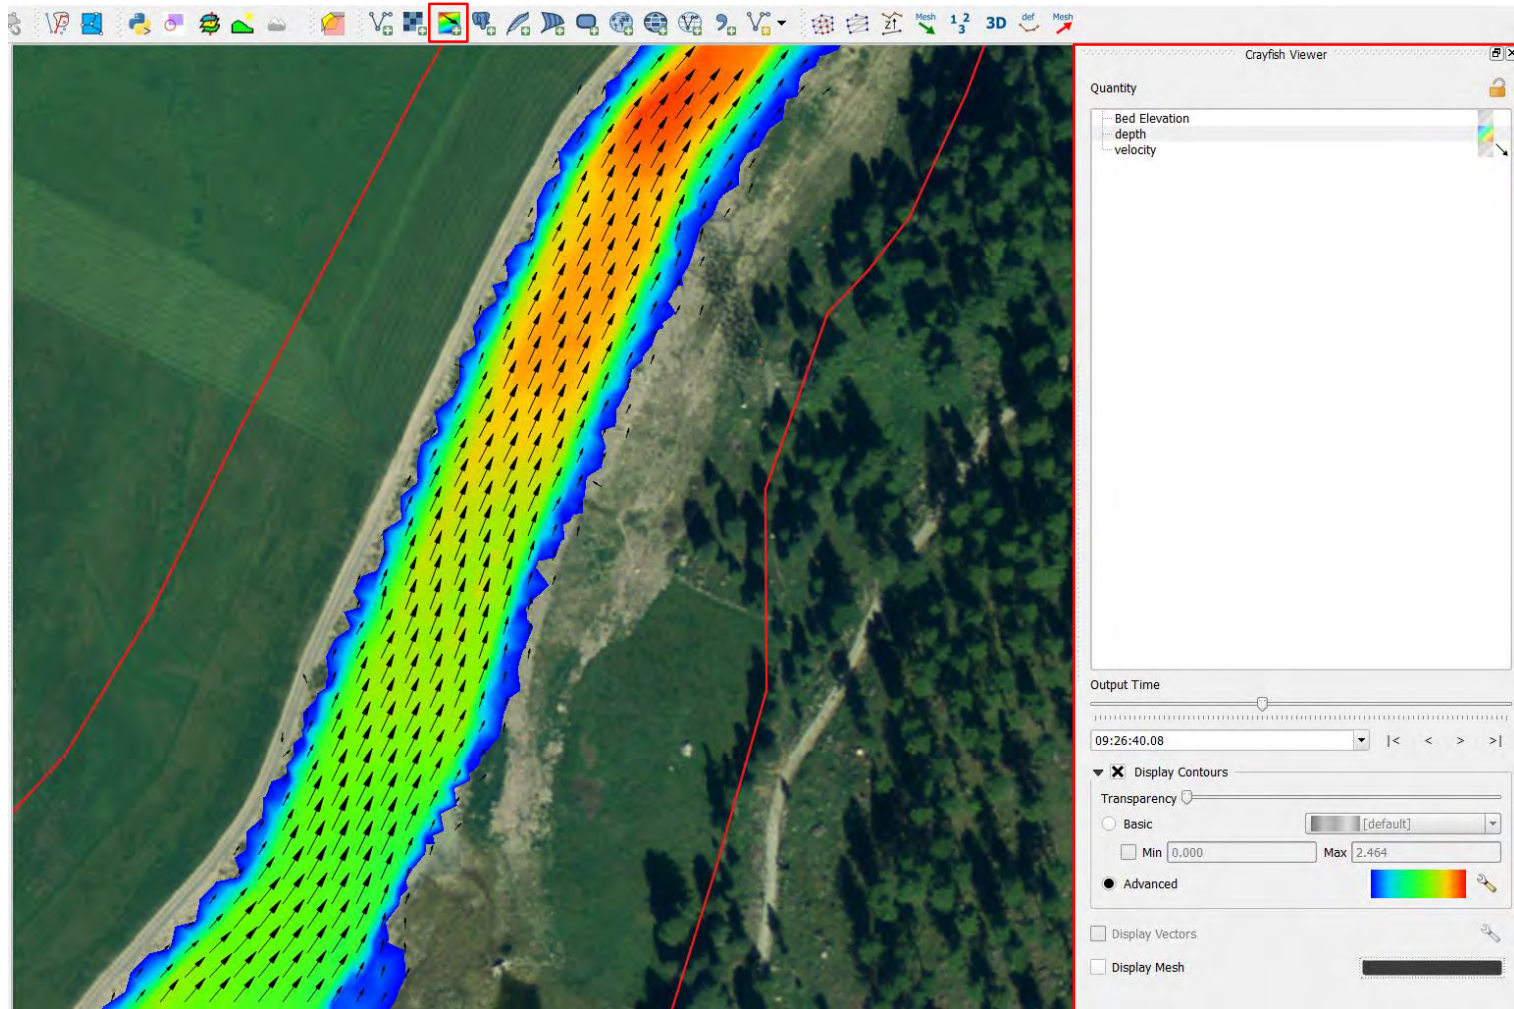 Mesh
1 2 3
3D
def
Mesh
Crayfish Viewer
Quantity
Bed Elevation
depth
velocity
Output Time
09:26:40.08
|< < > >|
Display Contours
Transparency
Basic
[default]
Min 0.000 Max 2.464
Advanced
Display Vectors
Display Mesh